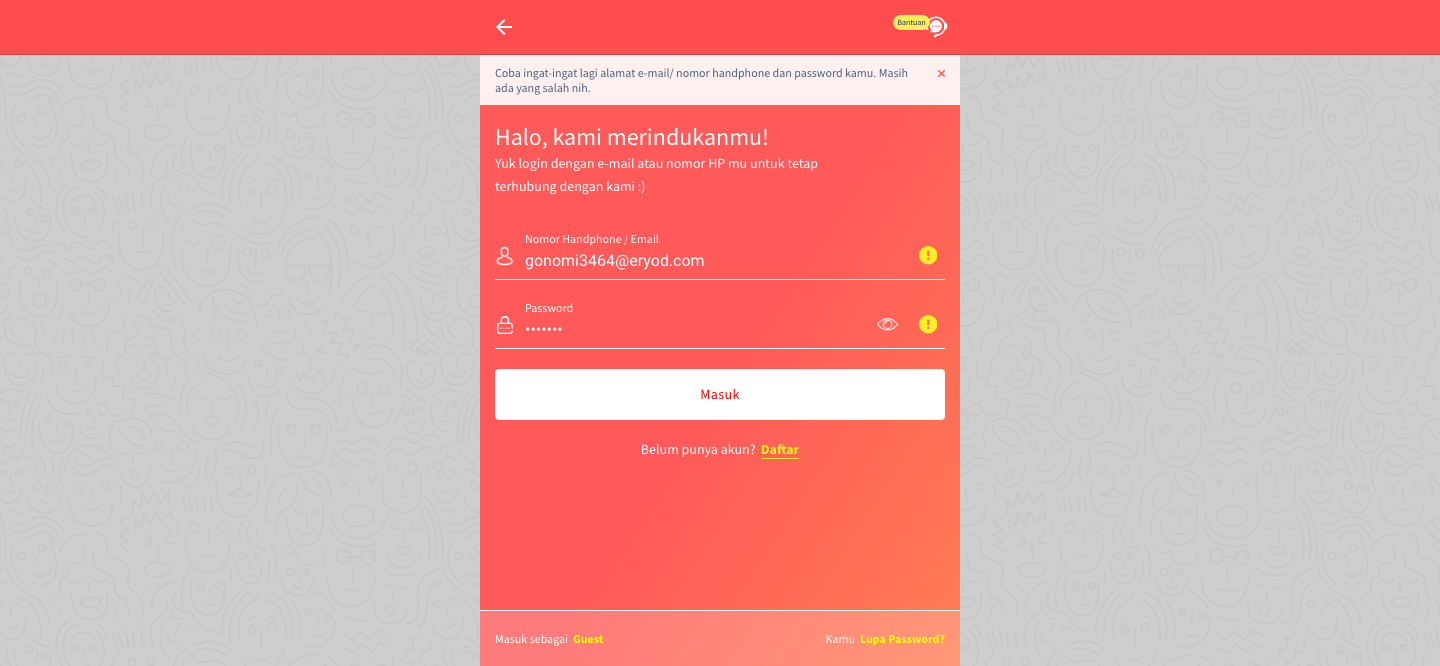 Bantuan
Coba ingat-ingat lagi alamat e-mail/ nomor handphone dan password kamu. Masih
ada yang salah nih.
Halo, kami merindukanmu!
Yuk login dengan e-mail atau nomor HP mu untuk tetap
terhubung dengan kami :)
Nomor Handphone / Email
gonomi3464@eryod.com
Password
•••••••
Masuk
Belum punya akun? Daftar
Masuk sebagai Guest
Kamu Lupa Password?